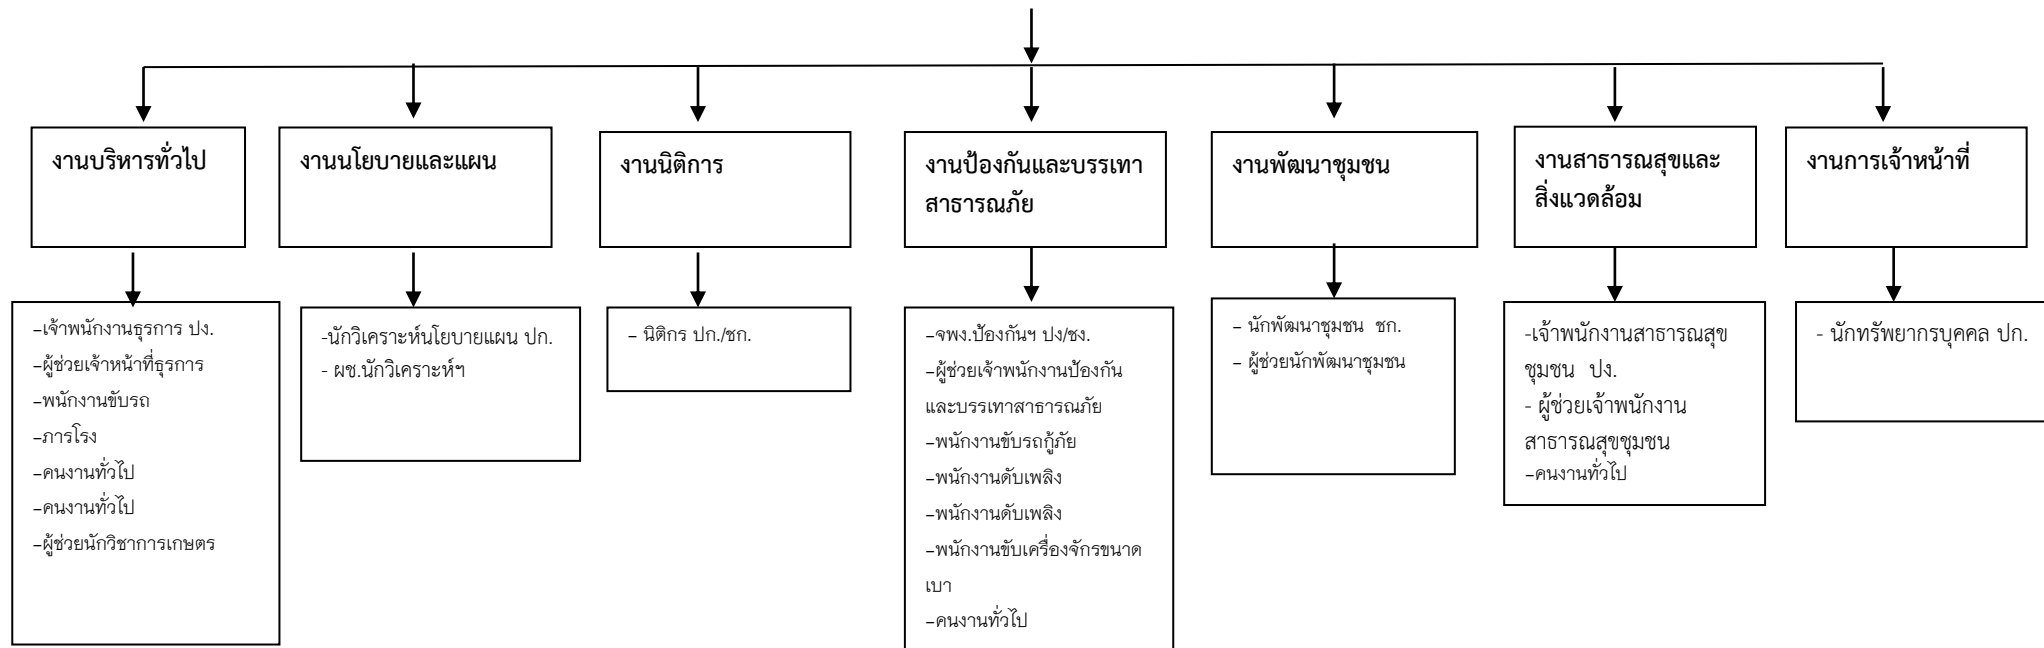 งานบริหารทั่วไป
งานนโยบายและแผน
งานนิติการ
งานป้องกันและบรรเทา
สาธารณภัย
งานพัฒนาชุมชน
งานสาธารณสุขและ
สิ่งแวดล้อม
งานการเจ้าหน้าที่
–เจ้าพนักงานธุรการ ปง.
–ผู้ช่วยเจ้าหน้าที่ธุรการ
–พนักงานขับรถ
–ภารโรง
–คนงานทั่วไป
–คนงานทั่วไป
–ผู้ช่วยนักวิชาการเกษตร
-นักวิเคราะห์นโยบายแผน ปก.
- ผช.นักวิเคราะห์ฯ
– นิติกร ปก./ชก.
–จพง.ป้องกันฯ ปง/ชง.
–ผู้ช่วยเจ้าพนักงานป้องกัน
และบรรเทาสาธารณภัย
–พนักงานขับรถกู้ภัย
–พนักงานดับเพลิง
–พนักงานดับเพลิง
–พนักงานขับเครื่องจักรขนาด
เบา
–คนงานทั่วไป
– นักพัฒนาชุมชน ชก.
– ผู้ช่วยนักพัฒนาชุมชน
-เจ้าพนักงานสาธารณสุข
ชุมชน ปง.
- ผู้ช่วยเจ้าพนักงาน
สาธารณสุขชุมชน
–คนงานทั่วไป
- นักทรัพยากรบุคคล ปก.